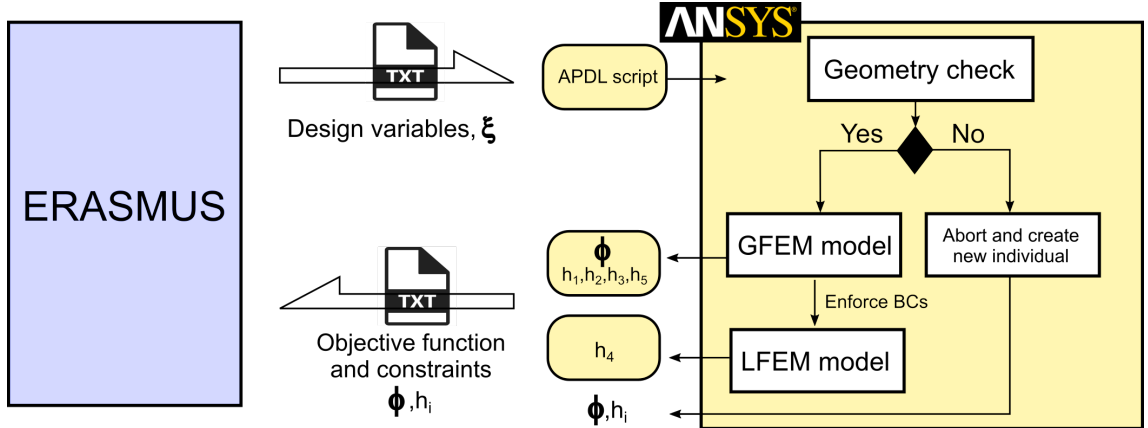 ERASMUS
TXT
Design variables, ξ
TXT
Objective function
and constraints
ϕ,hᵢ
APDL script
ϕ
h₁,h₂,h₃,h₅
h₄
ϕ,hᵢ
ANSYS®
Geometry check
Yes
No
GFEM model
Abort and create
new individual
Enforce BCs
LFEM model